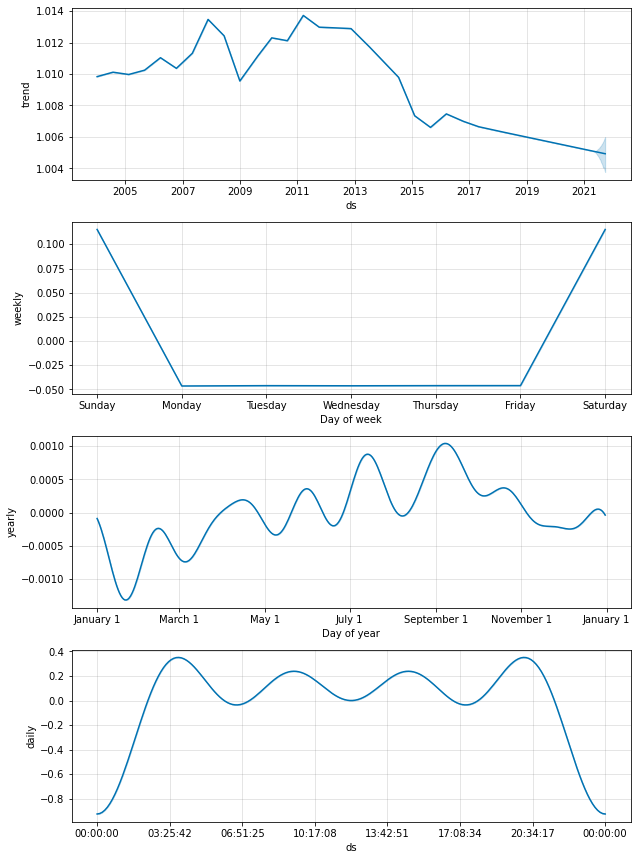 1.014
1.012
1.010
1.008
1.006
1.004
trend
2005 2007 2009 2011 2013 2015 2017 2019 2021
ds
0.100
0.075
0.050
0.025
0.000
−0.025
−0.050
weekly
Sunday Monday Tuesday Wednesday Thursday Friday Saturday
Day of week
0.0010
0.0005
0.0000
−0.0005
−0.0010
yearly
January 1 March 1 May 1 July 1 September 1 November 1 January 1
Day of year
0.4
0.2
0.0
−0.2
−0.4
−0.6
−0.8
daily
00:00:00 03:25:42 06:51:25 10:17:08 13:42:51 17:08:34 20:34:17 00:00:00
ds